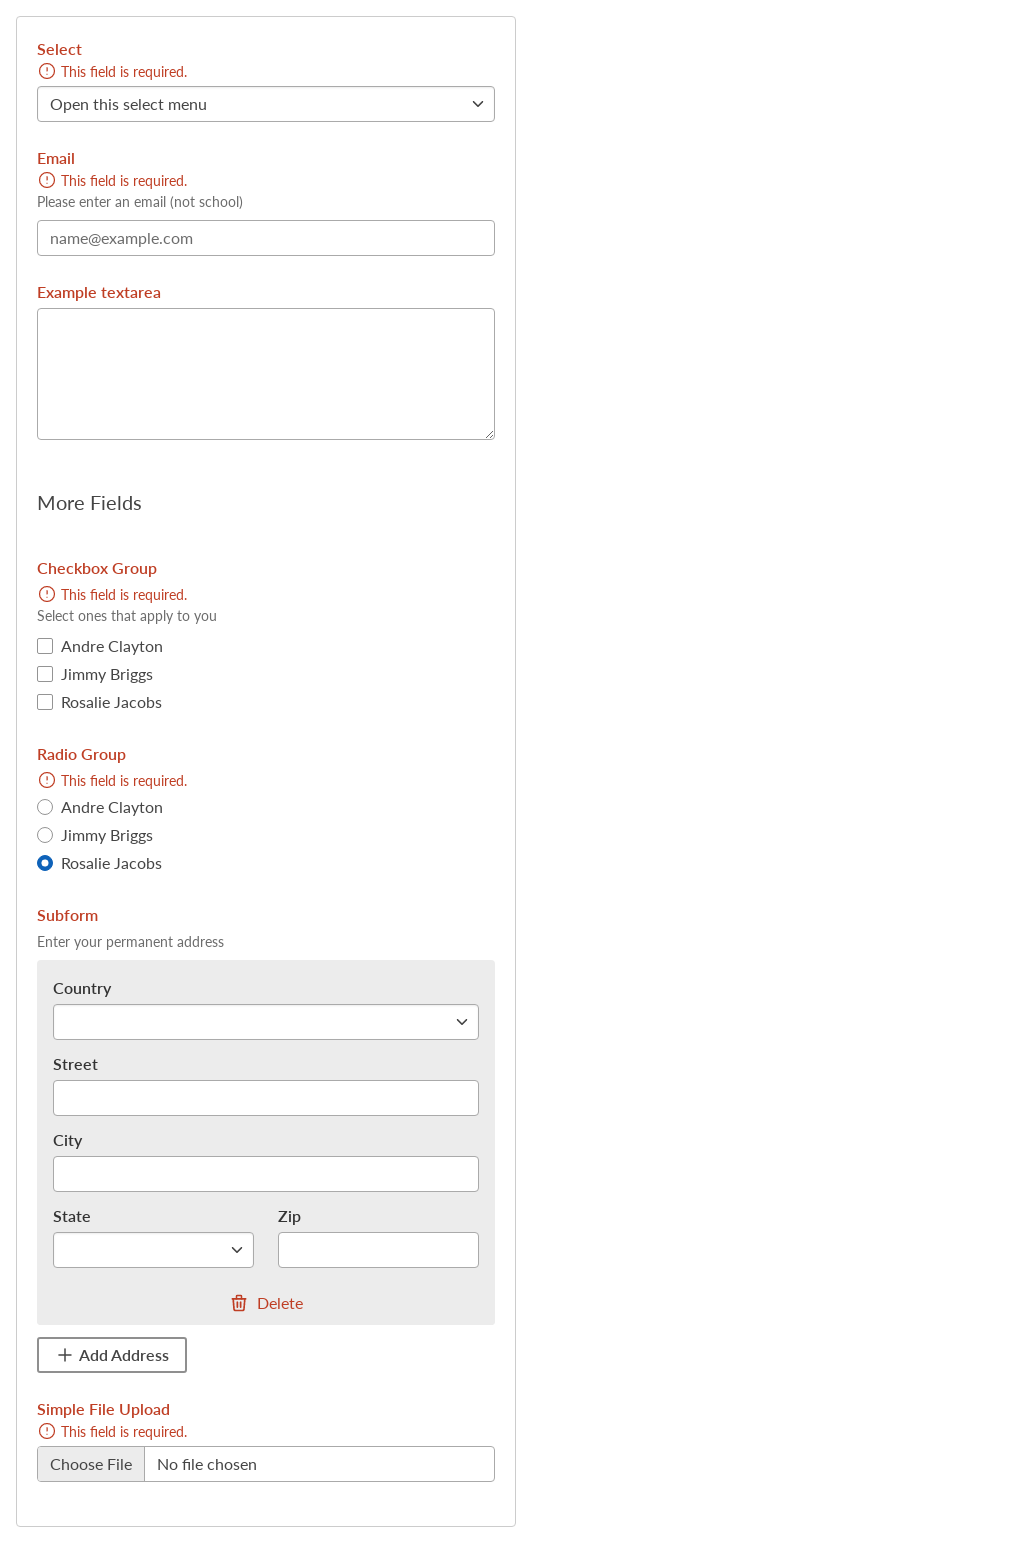 Select
This field is required.
Open this select menu
Email
This field is required.
Please enter an email (not school)
name@example.com
Example textarea
More Fields
Checkbox Group
This field is required.
Select ones that apply to you
Andre Clayton
Jimmy Briggs
Rosalie Jacobs
Radio Group
This field is required.
Andre Clayton
Jimmy Briggs
Rosalie Jacobs
Subform
Enter your permanent address
Country
Street
City
State Zip
Delete
Add Address
Simple File Upload
This field is required.
Choose File No file chosen